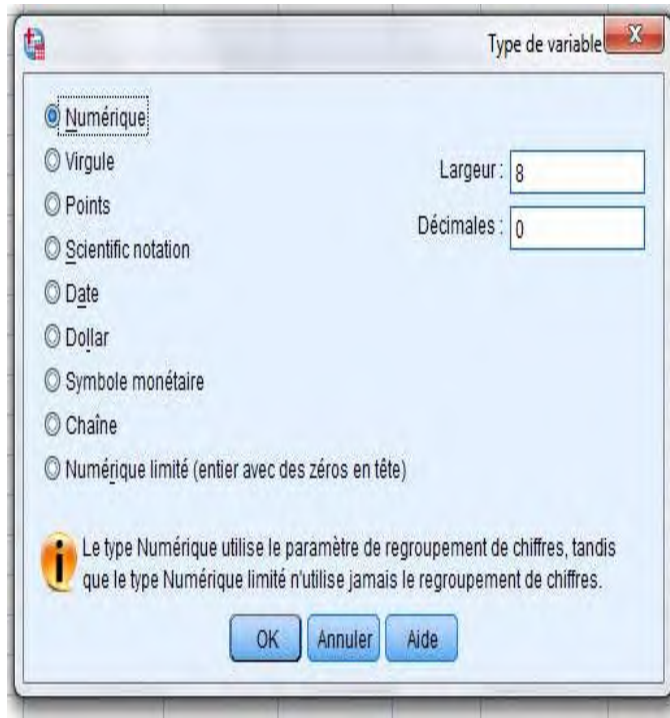 Type de variable
X
Numérique
Virgule
Largeur : 8
Points
Décimales : 0
Scientific notation
Date
Dollar
Symbole monétaire
Chaîne
Numérique limité (entier avec des zéros en tête)
i
Le type Numérique utilise le paramètre de regroupement de chiffres, tandis
que le type Numérique limité n'utilise jamais le regroupement de chiffres.
OK Annuler Aide